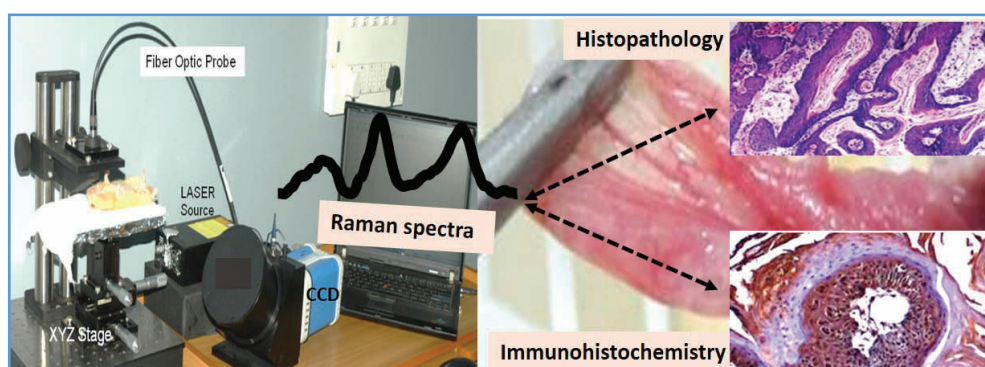 Fiber Optic Probe
LASER
Source
XYZ Stage
CCD
Raman spectra
Histopathology
Immunohistochemistry